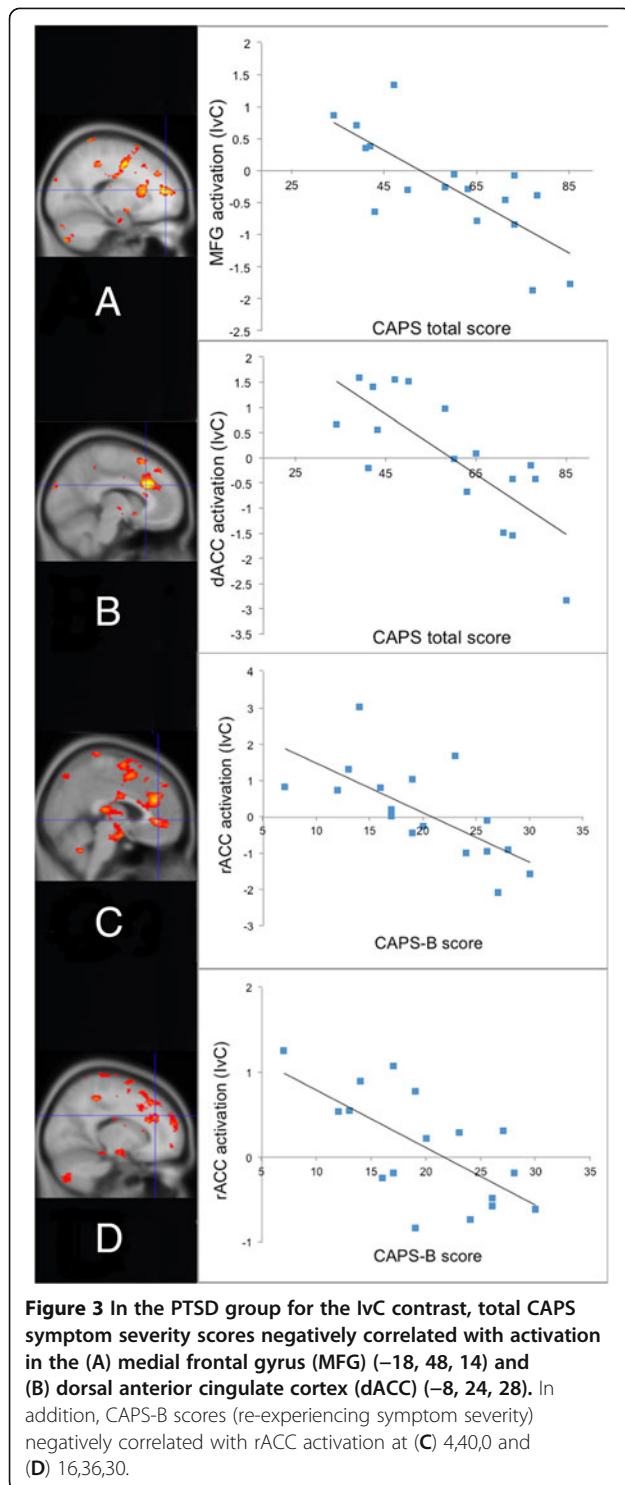 2
1.5
1
0.5
0
-0.5
-1
-1.5
-2
-2.5
25 45 65 85
MFG activation (IvC)
CAPS total score
A
2
1.5
1
0.5
0
-0.5
-1
-1.5
-2
-2.5
-3
-3.5
25 45 65 85
dACC activation (IvC)
CAPS total score
B
4
3
2
1
0
-1
-2
-3
5 10 15 20 25 30 35
rACC activation (IvC)
CAPS-B score
C
2
1
0
-1
5 10 15 20 25 30 35
rACC activation (IvC)
CAPS-B score
D
Figure 3 In the PTSD group for the IvC contrast, total CAPS
symptom severity scores negatively correlated with activation
in the (A) medial frontal gyrus (MFG) (−18, 48, 14) and
(B) dorsal anterior cingulate cortex (dACC) (−8, 24, 28). In
addition, CAPS-B scores (re-experiencing symptom severity)
negatively correlated with rACC activation at (C) 4,40,0 and
(D) 16,36,30.